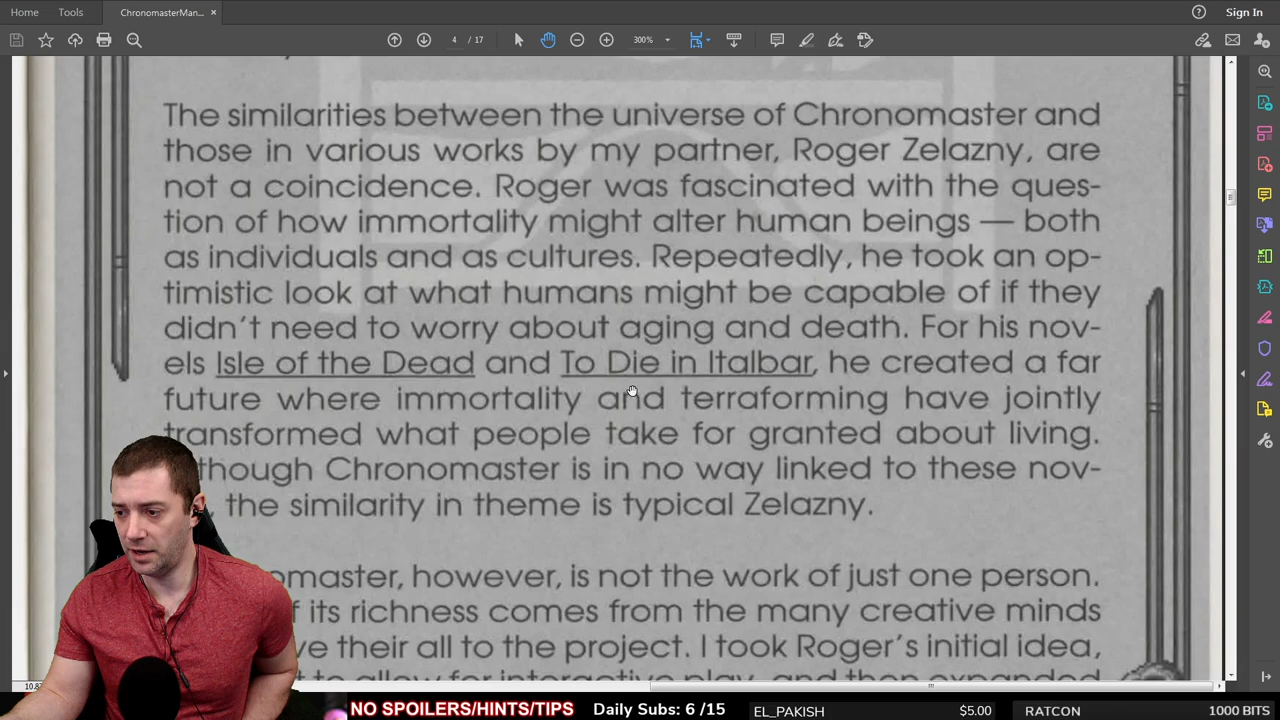 Home
Tools
ChronomasterMan...
Sign In
4 / 17
300%
The similarities between the universe of Chronomaster and
those in various works by my partner, Roger Zelazny, are
not a coincidence. Roger was fascinated with the ques-
tion of how immortality might alter human beings — both
as individuals and as cultures. Repeatedly, he took an op-
timistic look at what humans might be capable of if they
didn't need to worry about aging and death. For his nov-
els Isle of the Dead and To Die in Italbar, he created a far
future where immortality and terraforming have jointly
transformed what people take for granted about living.
though Chronomaster is in no way linked to these nov-
, the similarity in theme is typical Zelazny.
omaster, however, is not the work of just one person.
f its richness comes from the many creative minds
ve their all to the project. I took Roger's initial idea,
t to allow for interactive play, and then expanded
NO SPOILERS/HINTS/TIPS
Daily Subs: 6 /15
EL_PAKISH
$5.00
RATCON
1000 BITS